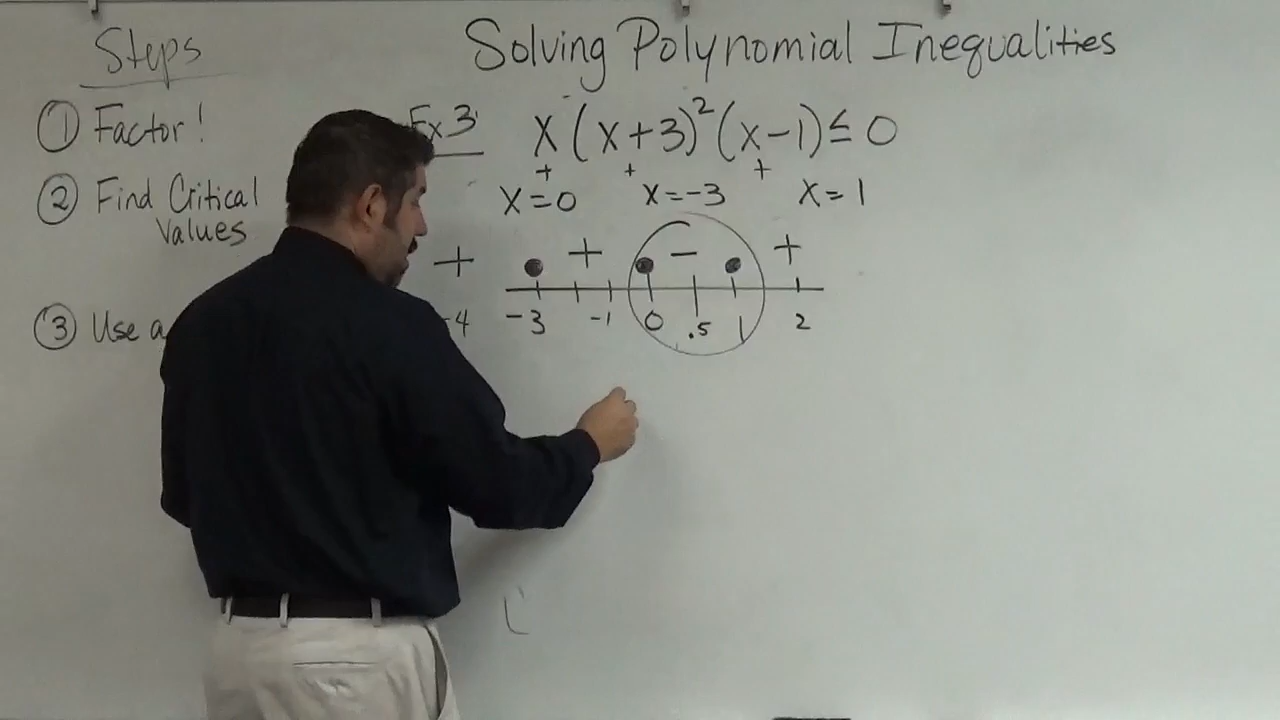 Steps
Solving Polynomial Inequalities
① Factor!
Ex 3 x(x+3)²(x-1)≤0
+ + +
② Find Critical Values
x=0 x=-3 x=1
+ + - +
-4 -3 -1 0 .5 1 2
③ Use a